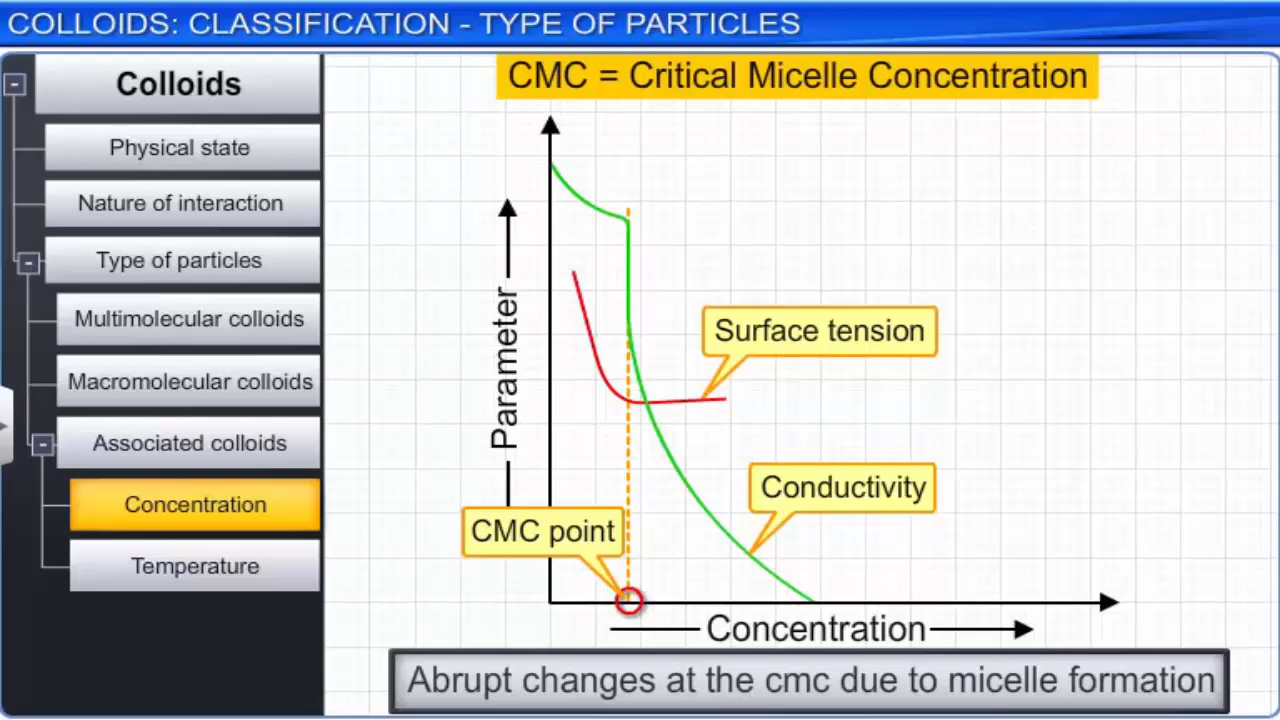 COLLOIDS: CLASSIFICATION - TYPE OF PARTICLES
Colloids
Physical state
Nature of interaction
Type of particles
Multimolecular colloids
Macromolecular colloids
Associated colloids
Concentration
Temperature
CMC = Critical Micelle Concentration
Parameter
Surface tension
Conductivity
CMC point
Concentration
Abrupt changes at the cmc due to micelle formation